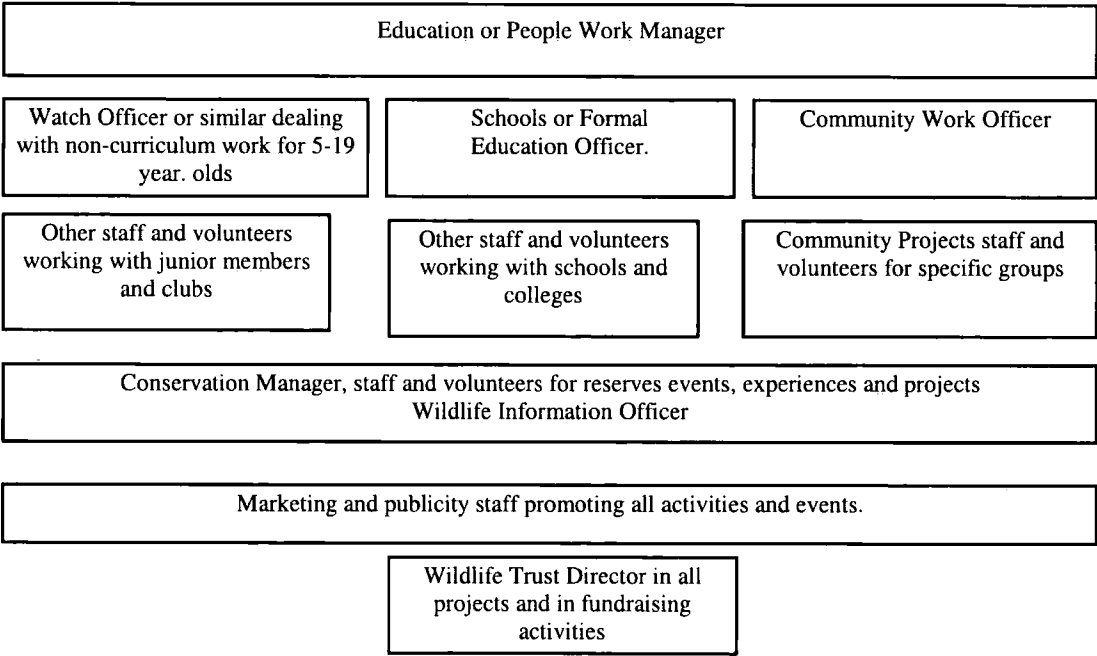 Education or People Work Manager
Watch Officer or similar dealing
with non-curriculum work for 5-19
year. olds
Schools or Formal
Education Officer.
Community Work Officer
Other staff and volunteers
working with junior members
and clubs
Other staff and volunteers
working with schools and
colleges
Community Projects staff and
volunteers for specific groups
Conservation Manager, staff and volunteers for reserves events, experiences and projects
Wildlife Information Officer
Marketing and publicity staff promoting all activities and events.
Wildlife Trust Director in all
projects and in fundraising
activities